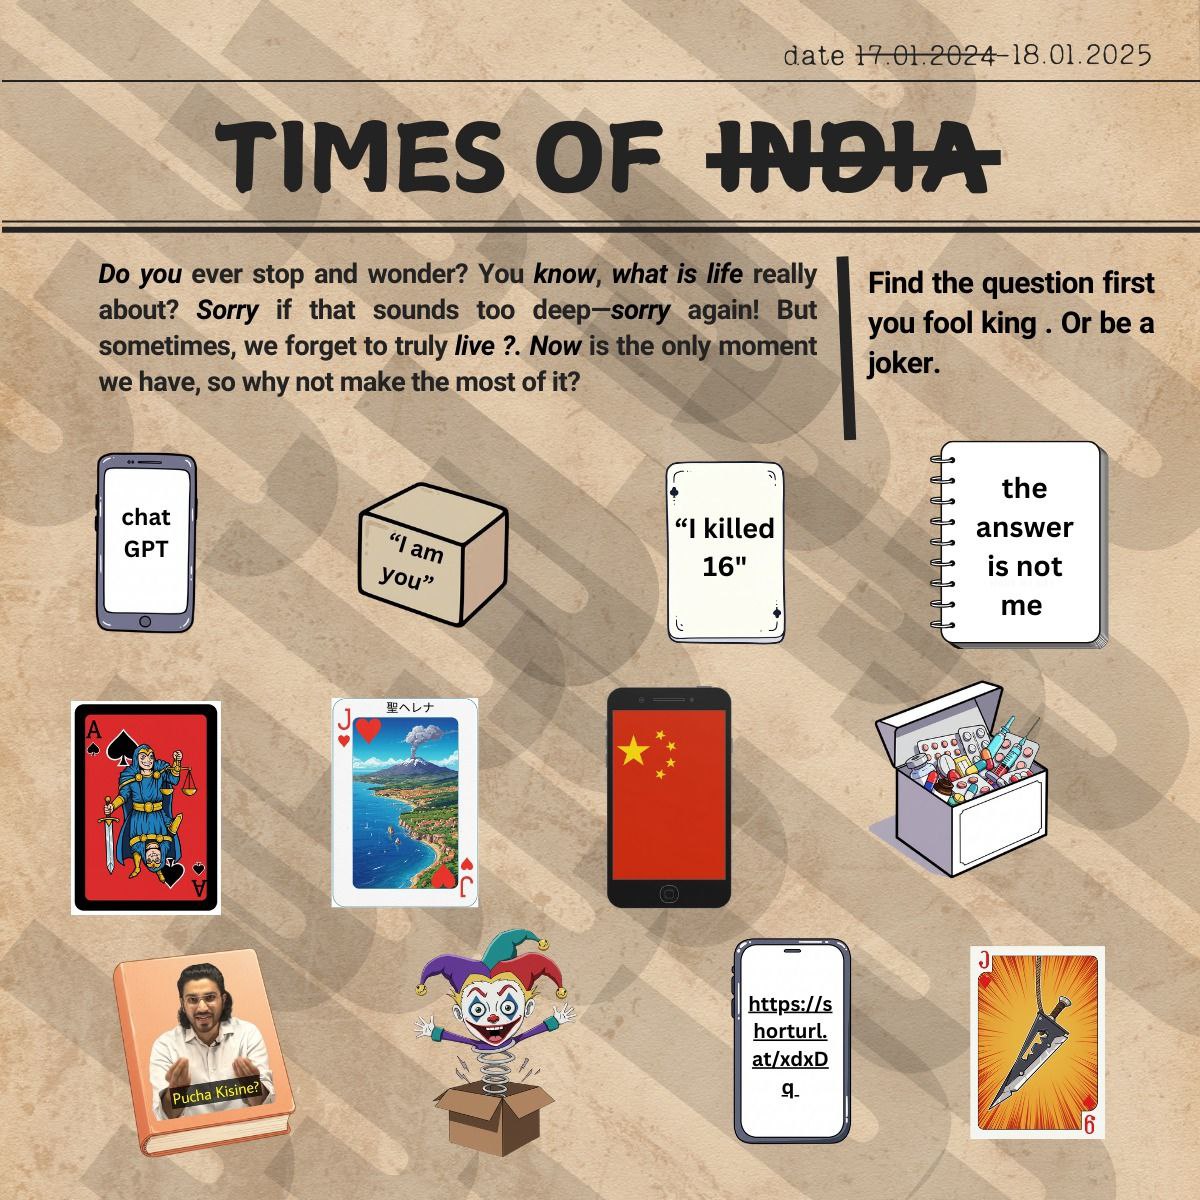 date 17.01.2024-18.01.2025
TIMES OF INDIA
Do you ever stop and wonder? You know, what is life really
about? Sorry if that sounds too deep—sorry again! But
sometimes, we forget to truly live ?. Now is the only moment
we have, so why not make the most of it?
Find the question first
you fool king . Or be a
joker.
chat
GPT
“I am
you”
“I killed
16"
the
answer
is not
me
A
A
J
聖ヘレナ
J
Pucha Kisine?
https://s
horturl.
at/xdxD
q
J
9